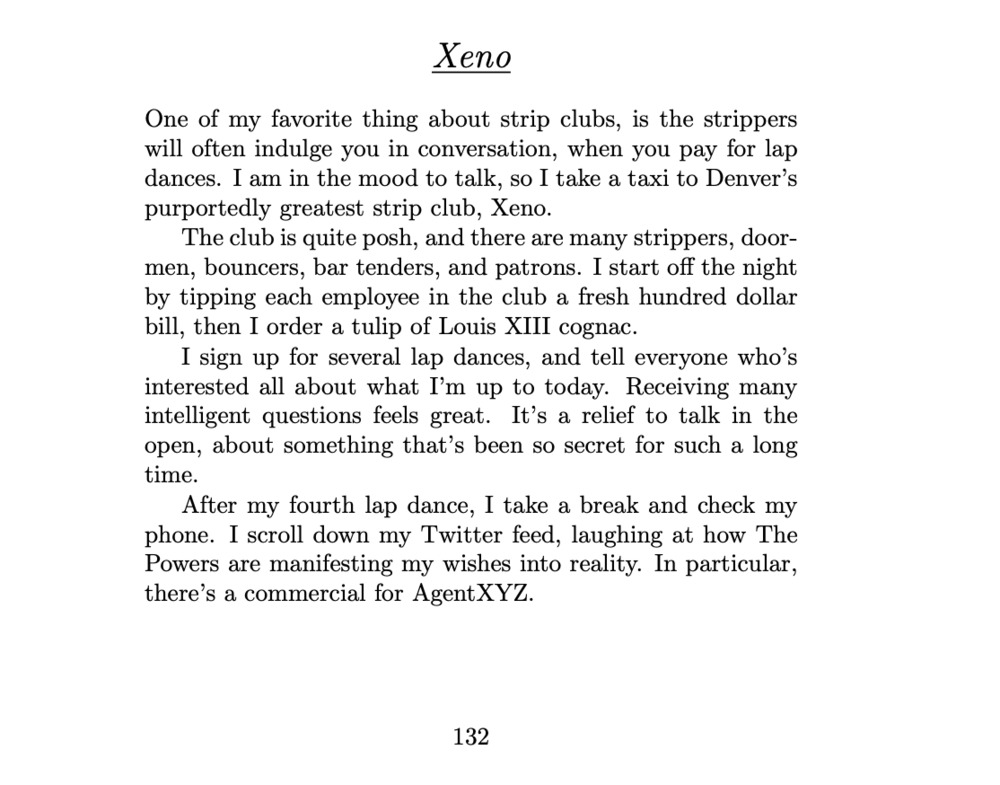 Xeno
One of my favorite thing about strip clubs, is the strippers
will often indulge you in conversation, when you pay for lap
dances. I am in the mood to talk, so I take a taxi to Denver's
purportedly greatest strip club, Xeno.
The club is quite posh, and there are many strippers, door-
men, bouncers, bar tenders, and patrons. I start off the night
by tipping each employee in the club a fresh hundred dollar
bill, then I order a tulip of Louis XIII cognac.
I sign up for several lap dances, and tell everyone who's
interested all about what I'm up to today. Receiving many
intelligent questions feels great. It's a relief to talk in the
open, about something that's been so secret for such a long
time.
After my fourth lap dance, I take a break and check my
phone. I scroll down my Twitter feed, laughing at how The
Powers are manifesting my wishes into reality. In particular,
there's a commercial for AgentXYZ.
132